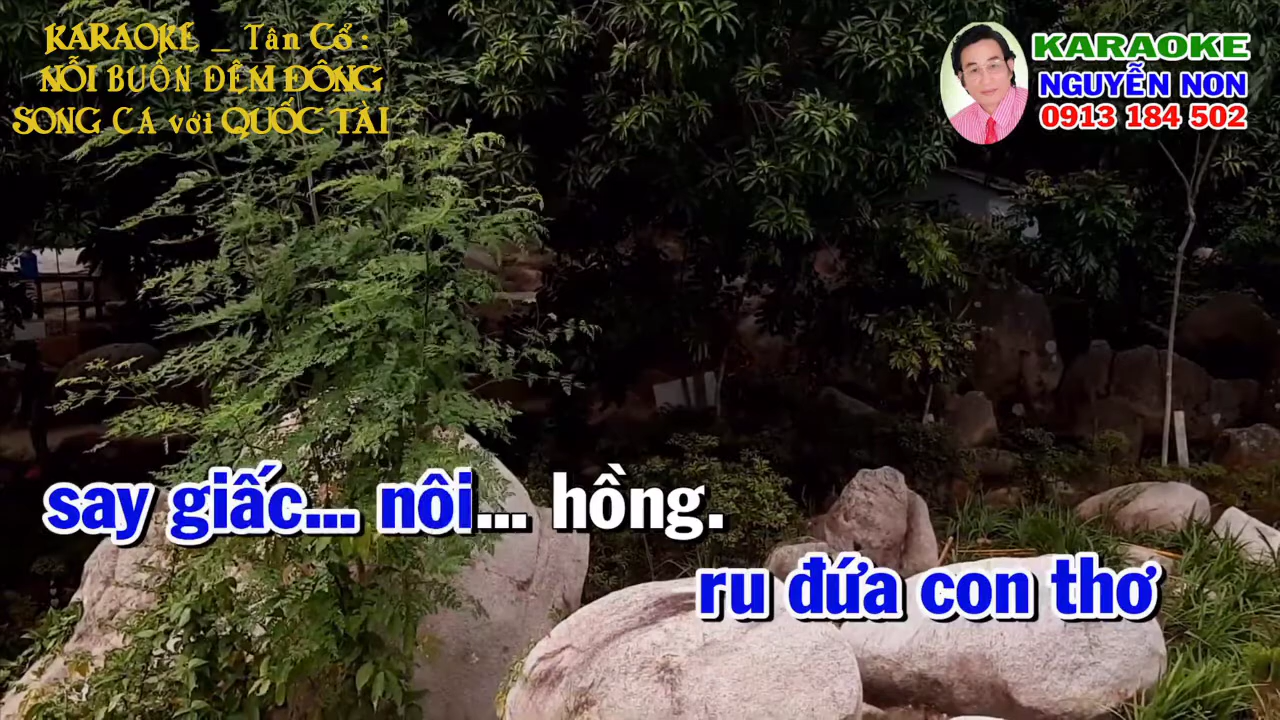 KARAOKE _ Tân Cổ :
NỖI BUỒN ĐÊM ĐÔNG
SONG CA với QUỐC TÀI
KARAOKE
NGUYỄN NON
0913 184 502
say giấc... nôi... hồng.
ru đứa con thơ